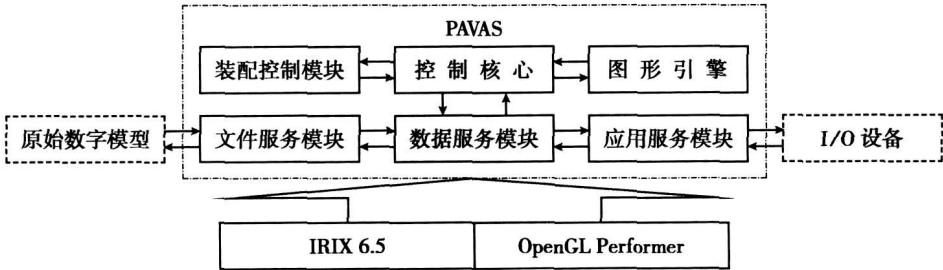 PAVAS
装配控制模块 控制核心 图形引擎
原始数字模型 文件服务模块 数据服务模块 应用服务模块 I/O 设备
IRIX 6.5 OpenGL Performer